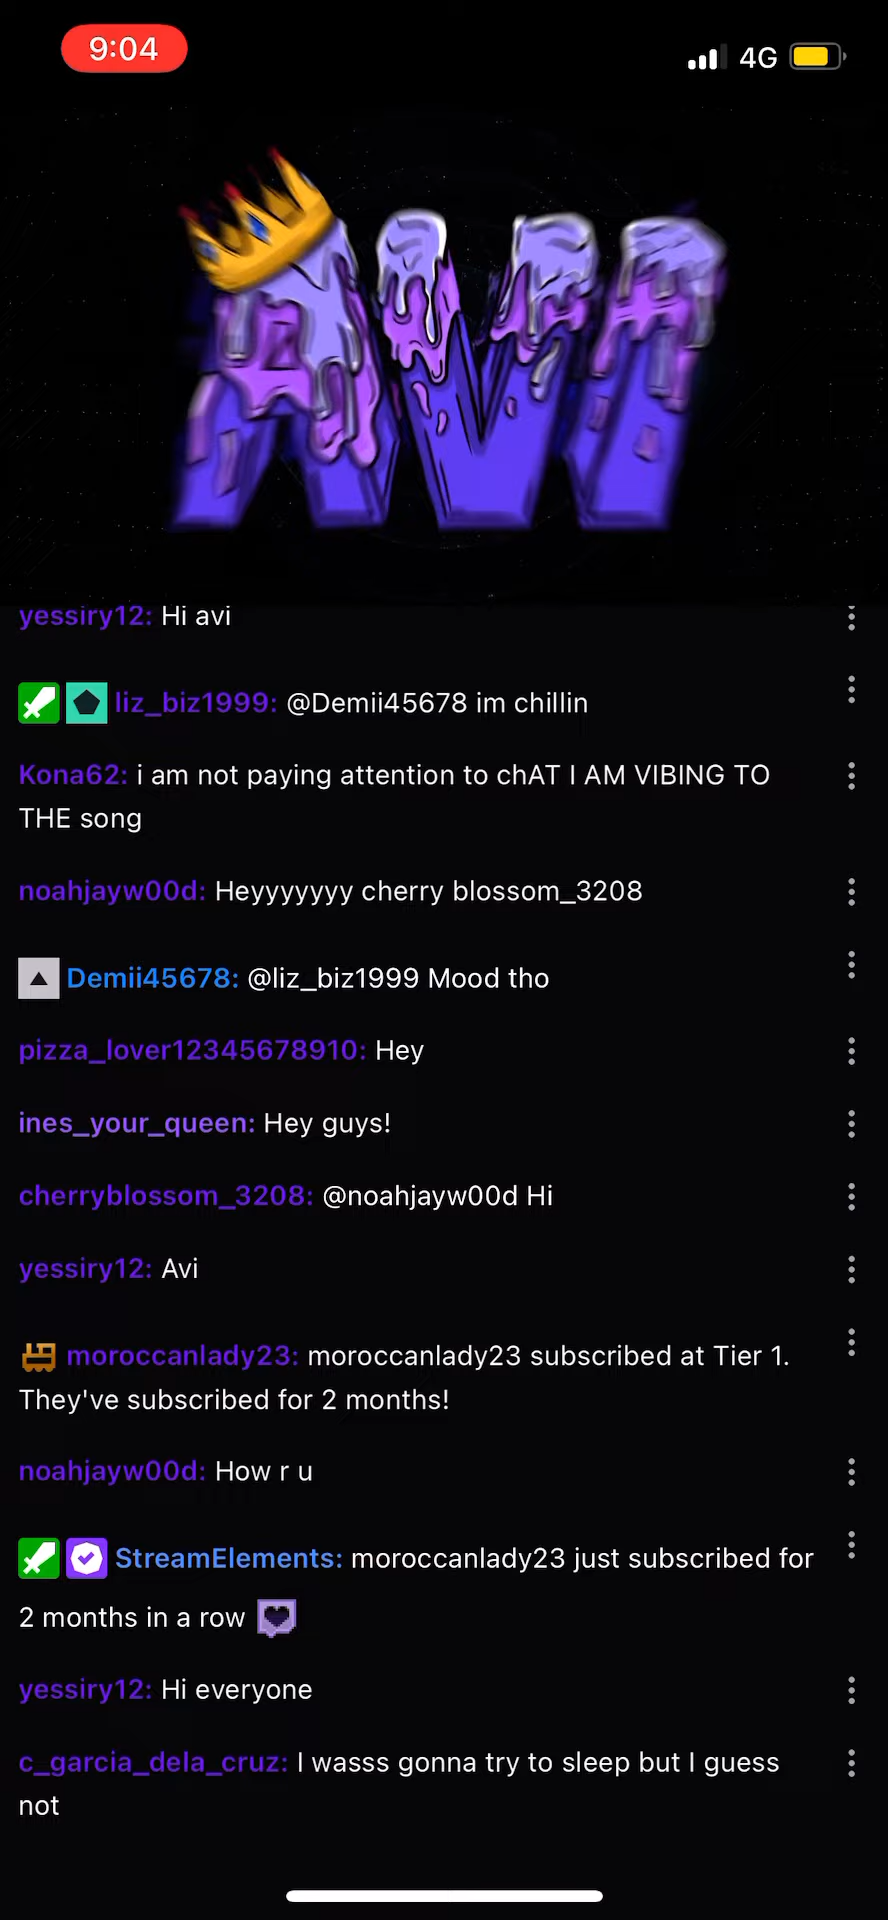 9:04
4G
AVI
yessiry12: Hi avi
liz_biz1999: @Demii45678 im chillin
Kona62: i am not paying attention to chAT I AM VIBING TO
THE song
noahjayw00d: Heyyyyyyy cherry blossom_3208
Demii45678: @liz_biz1999 Mood tho
pizza_lover12345678910: Hey
ines_your_queen: Hey guys!
cherryblossom_3208: @noahjayw00d Hi
yessiry12: Avi
moroccanlady23: moroccanlady23 subscribed at Tier 1.
They've subscribed for 2 months!
noahjayw00d: How r u
StreamElements: moroccanlady23 just subscribed for
2 months in a row
yessiry12: Hi everyone
c_garcia_dela_cruz: I wasss gonna try to sleep but I guess
not